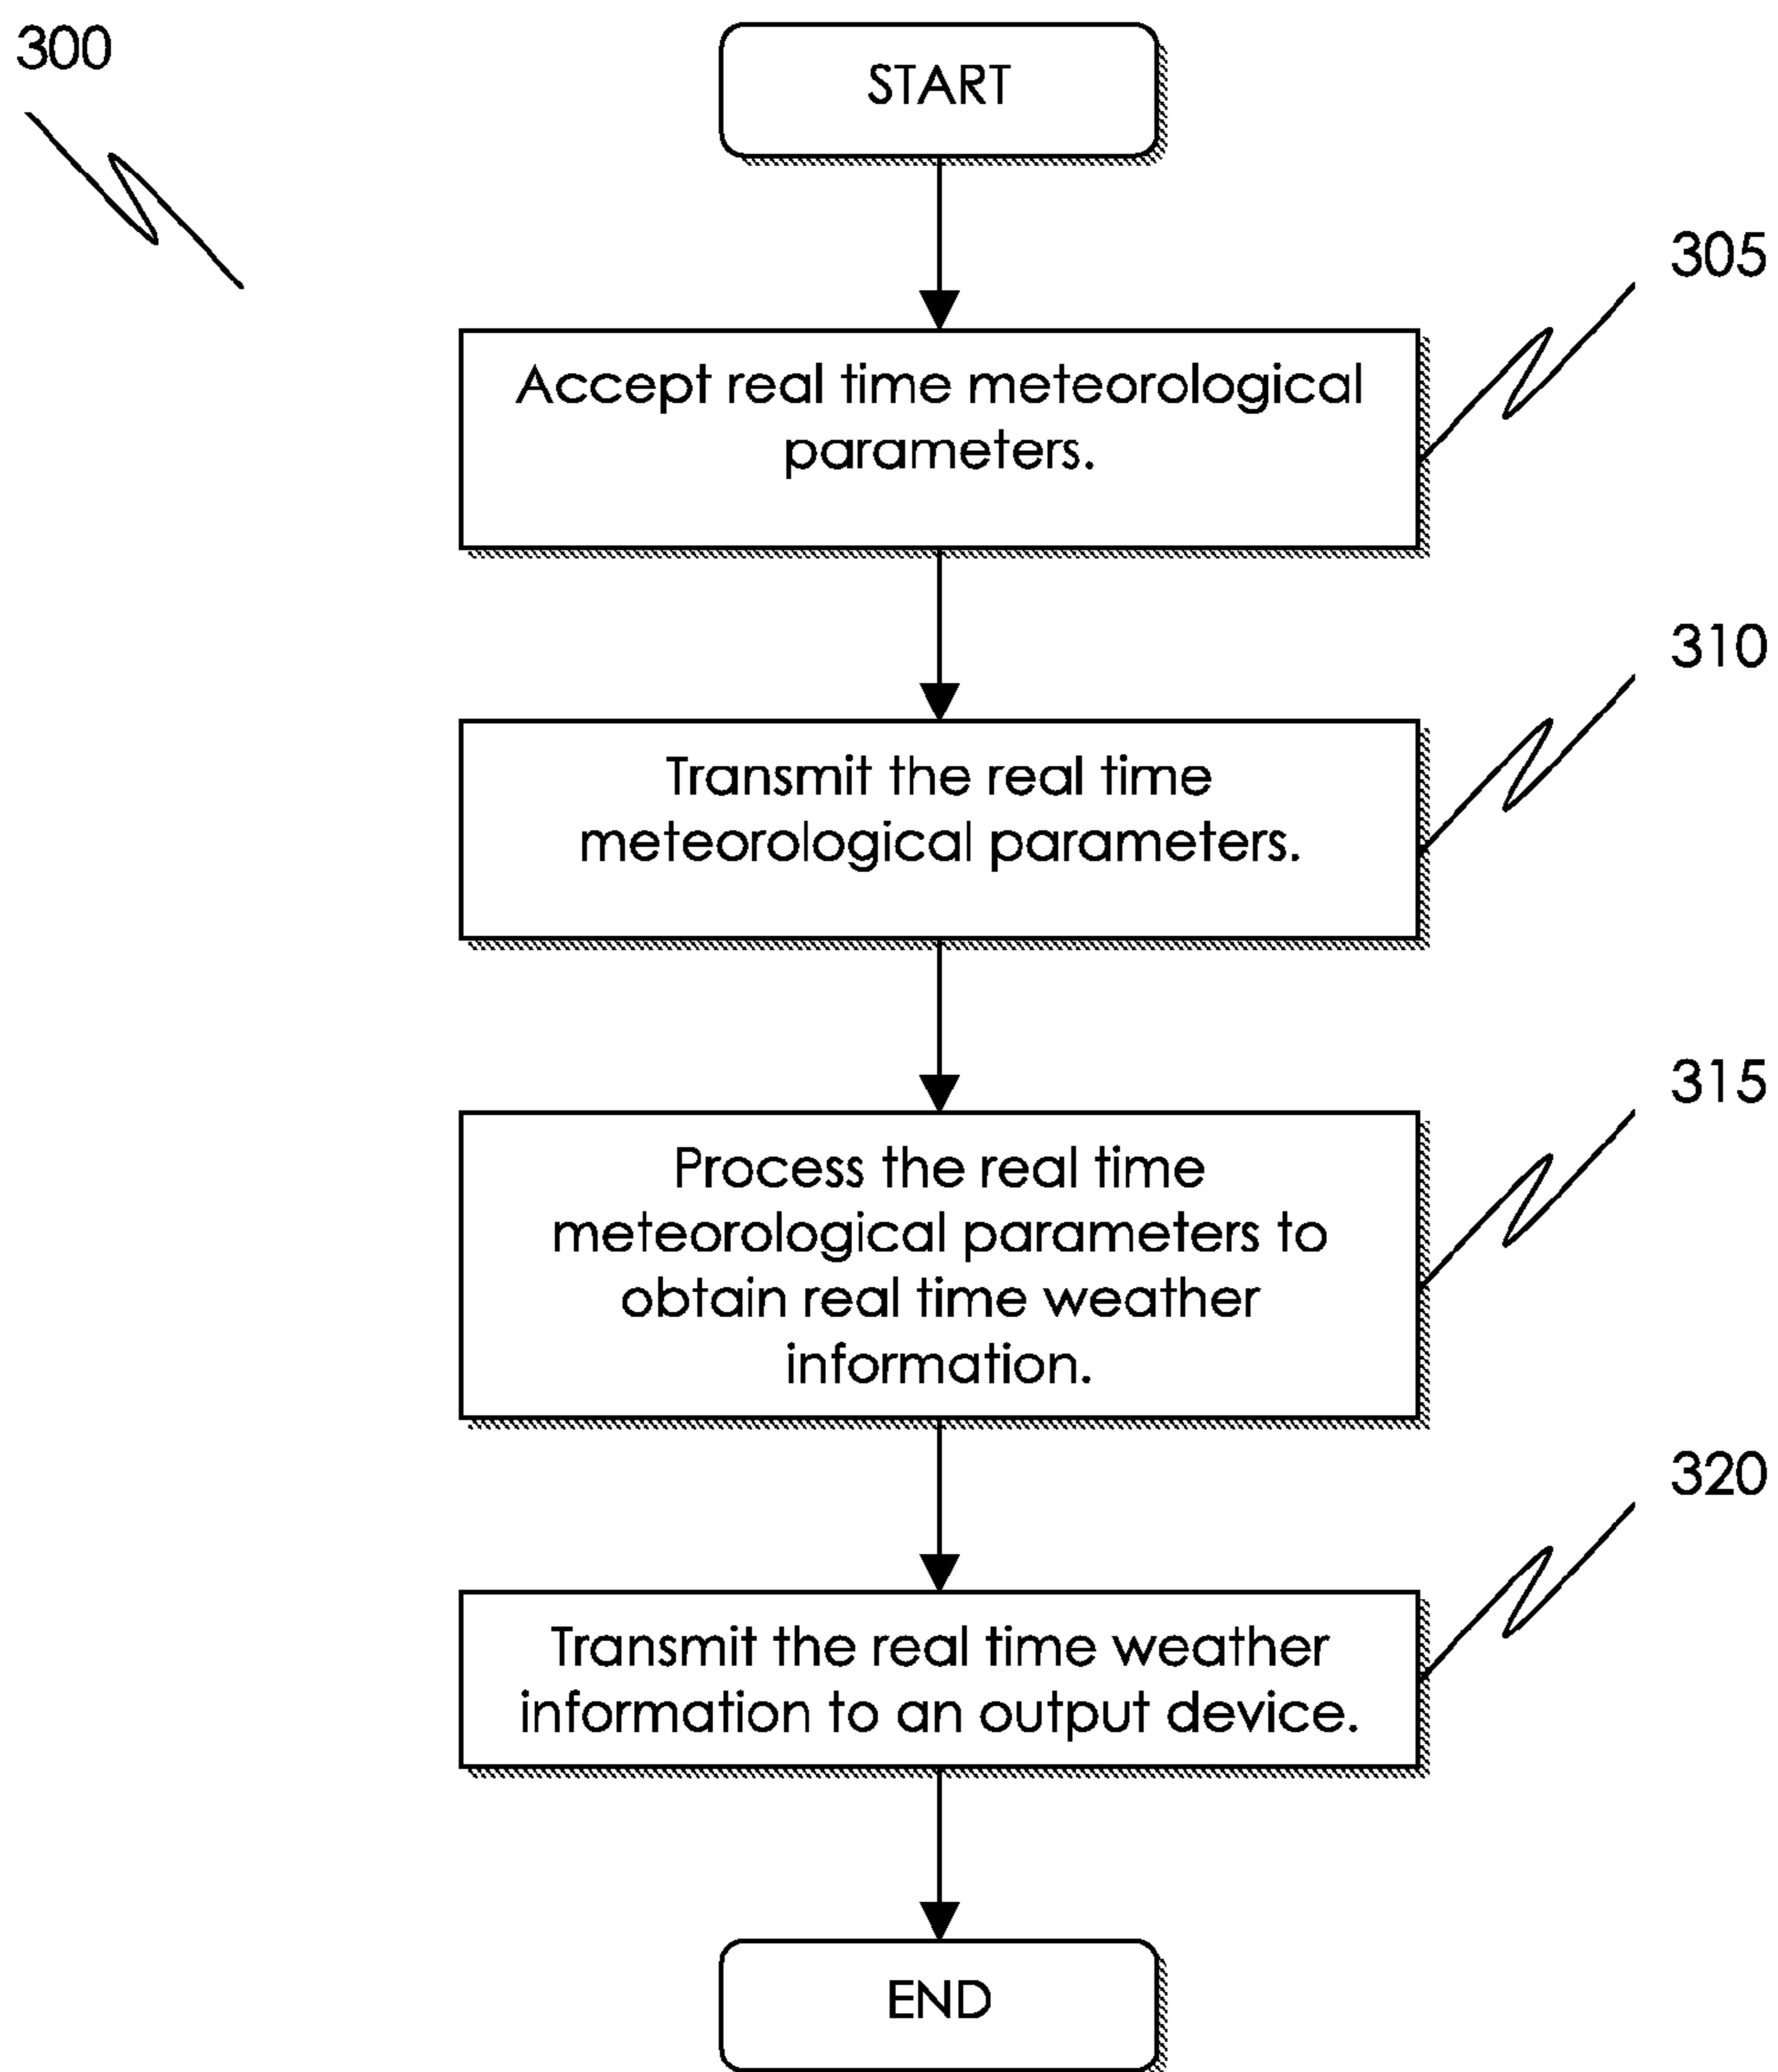 300
START
305
Accept real time meteorological
parameters.
310
Transmit the real time
meteorological parameters.
315
Process the real time
meteorological parameters to
obtain real time weather
information.
320
Transmit the real time weather
information to an output device.
END